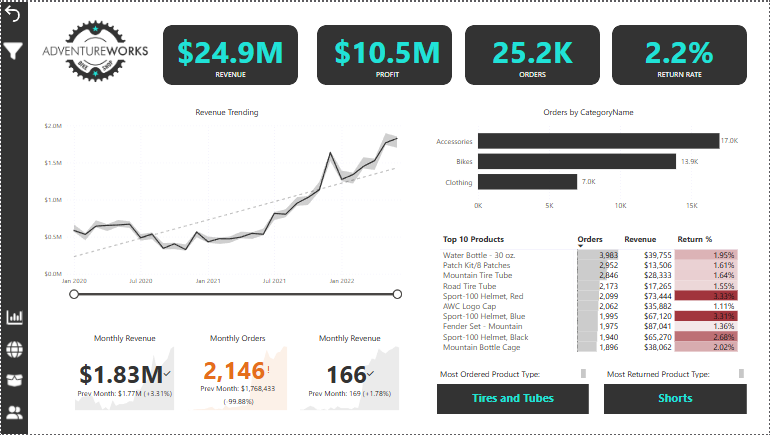 ADVENTUREWORKS
BIKE SHOP
$24.9M
REVENUE
$10.5M
PROFIT
25.2K
ORDERS
2.2%
RETURN RATE
Revenue Trending
$2.0M
$1.5M
$1.0M
$0.5M
$0.0M
Jan 2020 Jul 2020 Jan 2021 Jul 2021 Jan 2022
Orders by CategoryName
Accessories 17.0K
Bikes 13.9K
Clothing 7.0K
0K 5K 10K 15K
Top 10 Products Orders Revenue Return %
Water Bottle - 30 oz. 3,983 $39,755 1.95%
Patch Kit/8 Patches 2,952 $13,506 1.61%
Mountain Tire Tube 2,846 $28,333 1.64%
Road Tire Tube 2,173 $17,265 1.55%
Sport-100 Helmet, Red 2,099 $73,444 3.33%
AWC Logo Cap 2,062 $35,882 1.11%
Sport-100 Helmet, Blue 1,995 $67,120 3.31%
Fender Set - Mountain 1,975 $87,041 1.36%
Sport-100 Helmet, Black 1,940 $65,270 2.68%
Mountain Bottle Cage 1,896 $38,062 2.02%
Monthly Revenue
$1.83M
Prev Month: $1.77M (+3.31%)
Monthly Orders
2,146!
Prev Month: $1,768,433
(-99.88%)
Monthly Revenue
166
Prev Month: 169 (+1.78%)
Most Ordered Product Type:
Tires and Tubes
Most Returned Product Type:
Shorts